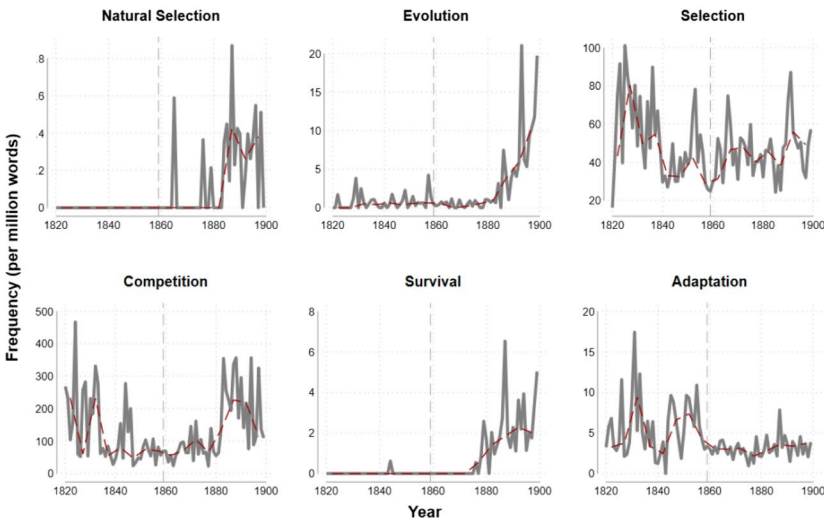 Natural Selection
Evolution
Selection
.8
.6
.4
.2
0
1820 1840 1860 1880 1900
20
15
10
5
0
1820 1840 1860 1880 1900
100
80
60
40
20
1820 1840 1860 1880 1900
Frequency (per million words)
Competition
Survival
Adaptation
500
400
300
200
100
0
1820 1840 1860 1880 1900
8
6
4
2
0
1820 1840 1860 1880 1900
20
15
10
5
0
1820 1840 1860 1880 1900
Year